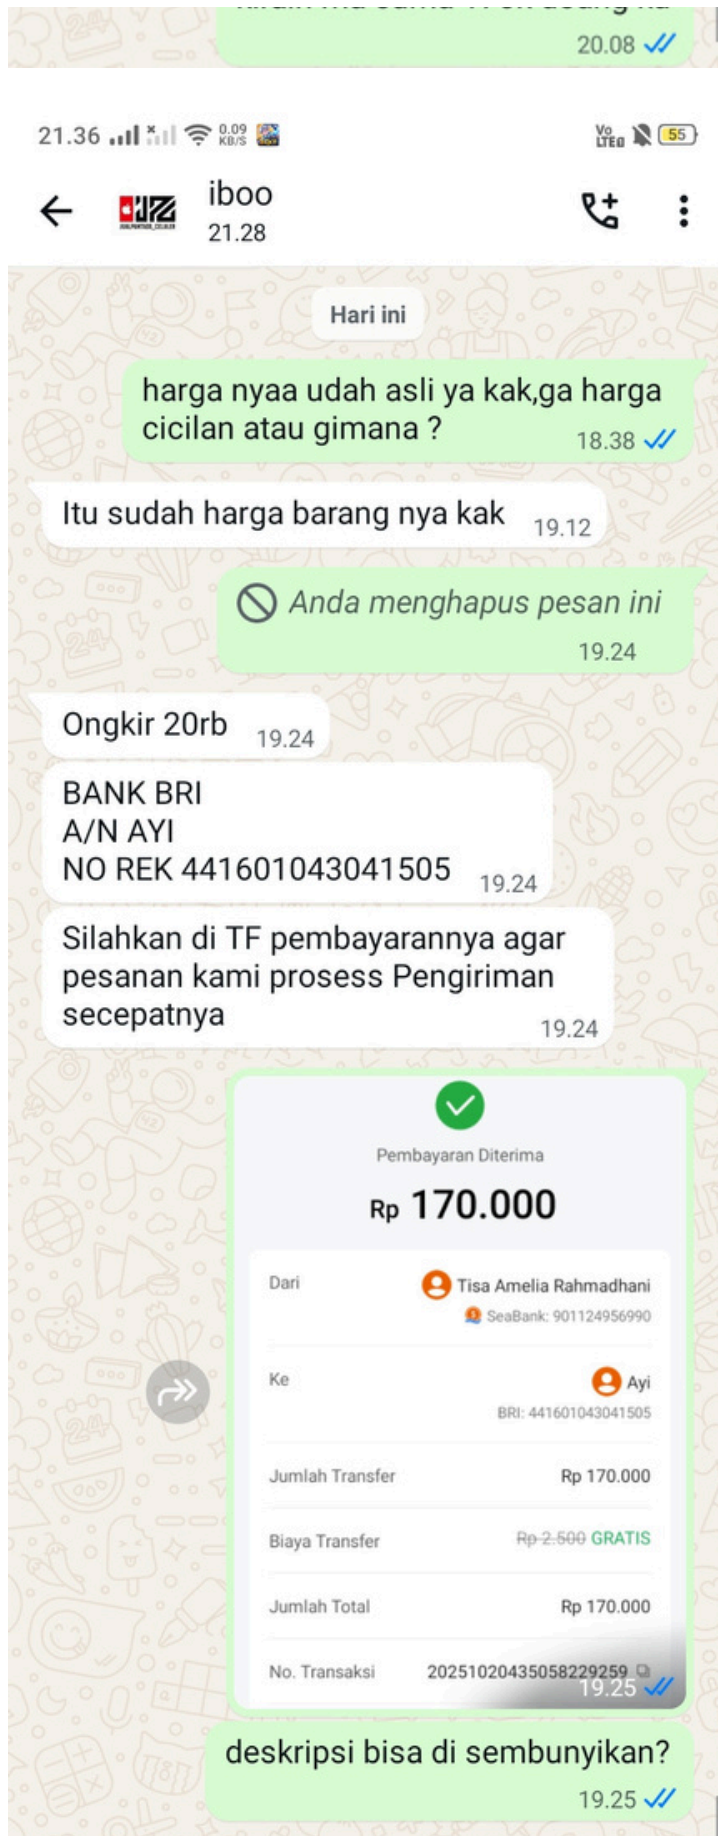 20.08
21.36
0.09
KB/S
Vo
LTE
55
iboo
21.28
Hari ini
harga nyaa udah asli ya kak,ga harga
cicilan atau gimana ?
18.38
Itu sudah harga barang nya kak
19.12
Anda menghapus pesan ini
19.24
Ongkir 20rb
19.24
BANK BRI
A/N AYI
NO REK 441601043041505
19.24
Silahkan di TF pembayarannya agar
pesanan kami prosess Pengiriman
secepatnya
19.24
Pembayaran Diterima
Rp 170.000
Dari
Tisa Amelia Rahmadhani
SeaBank: 901124956990
Ke
Ayi
BRI: 441601043041505
Jumlah Transfer Rp 170.000
Biaya Transfer Rp 2.500 GRATIS
Jumlah Total Rp 170.000
No. Transaksi 20251020435058229259
19.25
deskripsi bisa di sembunyikan?
19.25